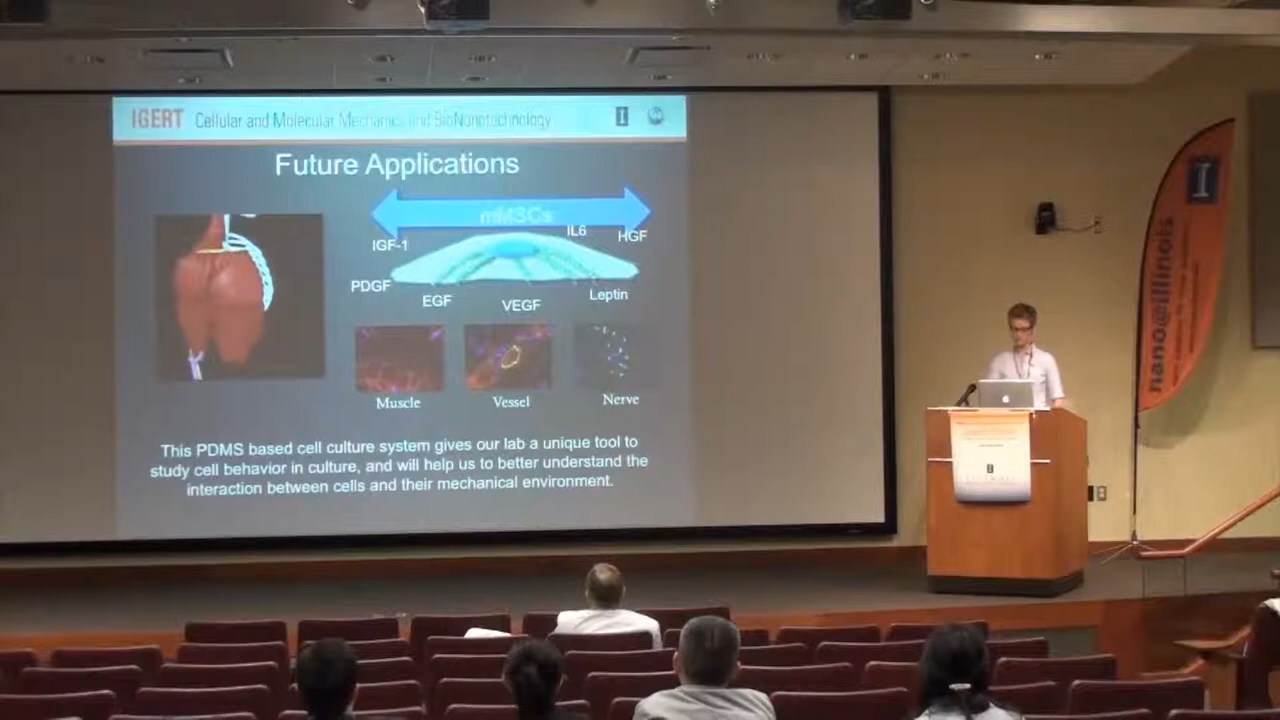 IGERT Cellular and Molecular Mechanics and BioNanotechnology
I
Future Applications
mMSCs
IGF-1
IL6
HGF
PDGF
EGF
VEGF
Leptin
Muscle
Vessel
Nerve
This PDMS based cell culture system gives our lab a unique tool to
study cell behavior in culture, and will help us to better understand the
interaction between cells and their mechanical environment.
I
nano@illinois